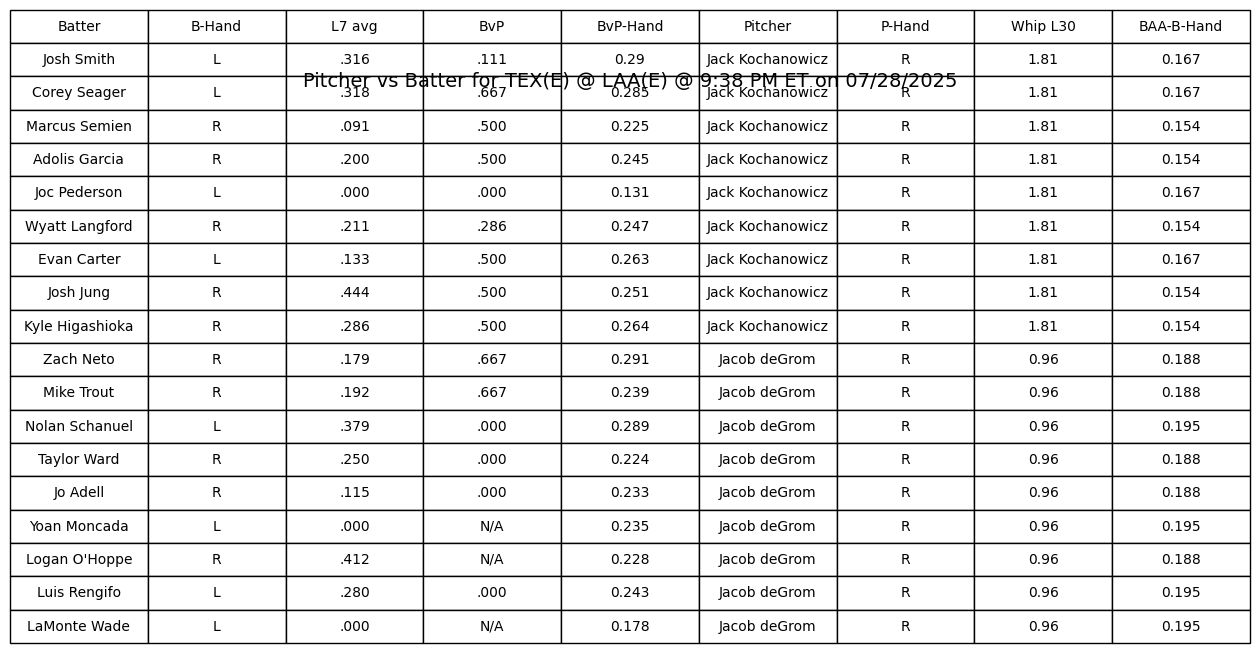 Batter B-Hand L7 avg BvP BvP-Hand Pitcher P-Hand Whip L30 BAA-B-Hand
Josh Smith L .316 .111 0.29 Jack Kochanowicz R 1.81 0.167
Pitcher vs Batter for TEX(E) @ LAA(E) @ 9:38 PM ET on 07/28/2025
Corey Seager L .318 .667 0.285 Jack Kochanowicz R 1.81 0.167
Marcus Semien R .091 .500 0.225 Jack Kochanowicz R 1.81 0.154
Adolis Garcia R .200 .500 0.245 Jack Kochanowicz R 1.81 0.154
Joc Pederson L .000 .000 0.131 Jack Kochanowicz R 1.81 0.167
Wyatt Langford R .211 .286 0.247 Jack Kochanowicz R 1.81 0.154
Evan Carter L .133 .500 0.263 Jack Kochanowicz R 1.81 0.167
Josh Jung R .444 .500 0.251 Jack Kochanowicz R 1.81 0.154
Kyle Higashioka R .286 .500 0.264 Jack Kochanowicz R 1.81 0.154
Zach Neto R .179 .667 0.291 Jacob deGrom R 0.96 0.188
Mike Trout R .192 .667 0.239 Jacob deGrom R 0.96 0.188
Nolan Schanuel L .379 .000 0.289 Jacob deGrom R 0.96 0.195
Taylor Ward R .250 .000 0.224 Jacob deGrom R 0.96 0.188
Jo Adell R .115 .000 0.233 Jacob deGrom R 0.96 0.188
Yoan Moncada L .000 N/A 0.235 Jacob deGrom R 0.96 0.195
Logan O'Hoppe R .412 N/A 0.228 Jacob deGrom R 0.96 0.188
Luis Rengifo L .280 .000 0.243 Jacob deGrom R 0.96 0.195
LaMonte Wade L .000 N/A 0.178 Jacob deGrom R 0.96 0.195